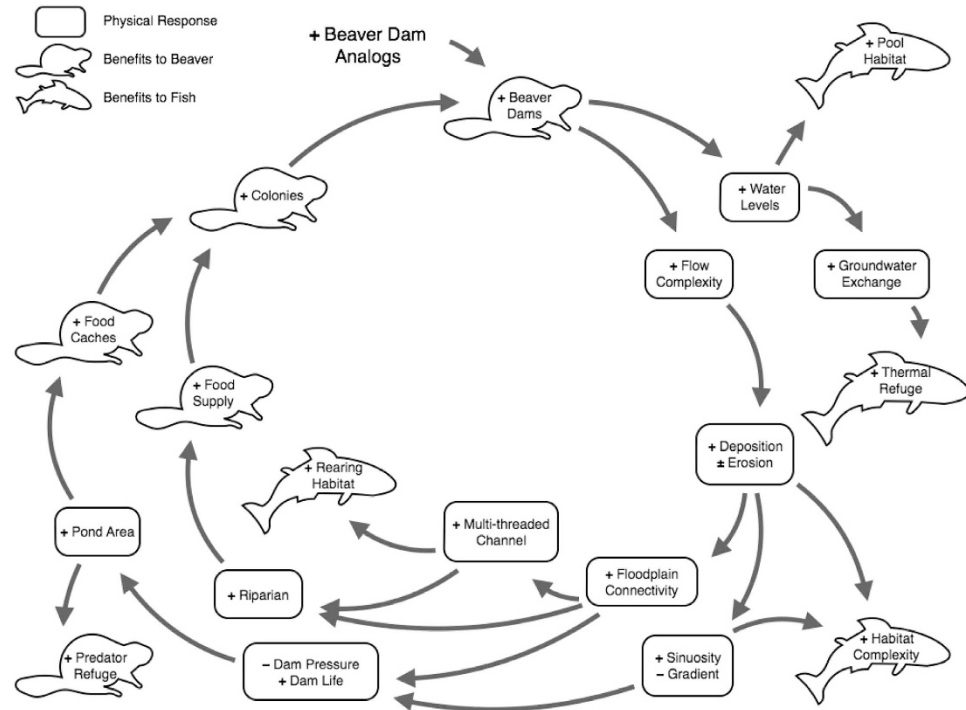 Physical Response
Benefits to Beaver
Benefits to Fish
+ Beaver Dam
Analogs
+ Beaver
Dams
+ Pool
Habitat
+ Water
Levels
+ Colonies
+ Flow
Complexity
+ Groundwater
Exchange
+ Food
Caches
+ Food
Supply
+ Thermal
Refuge
+ Deposition
± Erosion
+ Rearing
Habitat
+ Pond Area
+ Multi-threaded
Channel
+ Riparian
+ Floodplain
Connectivity
+ Predator
Refuge
− Dam Pressure
+ Dam Life
+ Sinuosity
− Gradient
+ Habitat
Complexity